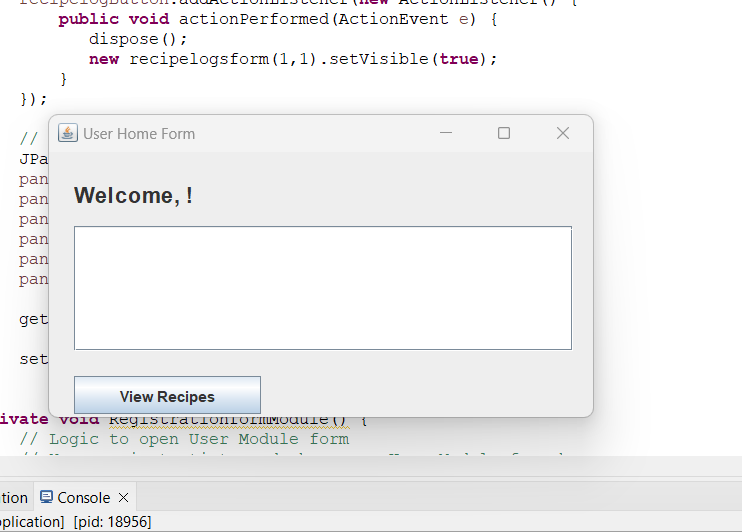 recipelogButton.addActionListener(new ActionListener() {
public void actionPerformed(ActionEvent e) {
dispose();
new recipelogsform(1,1).setVisible(true);
}
});
//
JPa
pan
pan
pan
pan
pan
pan
get
set
User Home Form
Welcome, !
View Recipes
ivate void RegistrationformModule() {
// Logic to open User Module form
tion
Console
plication] [pid: 18956]